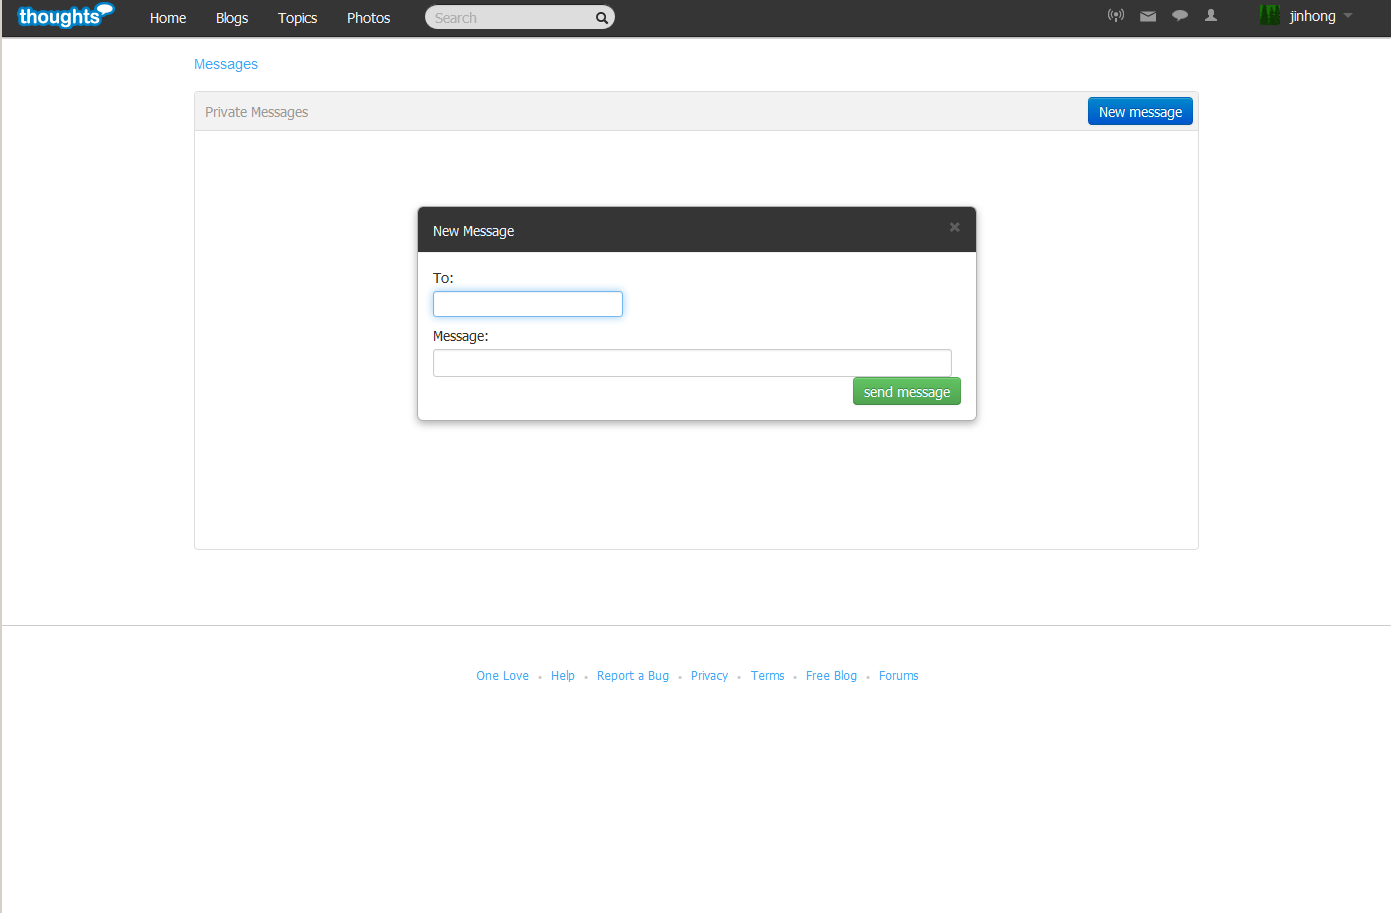 thoughts Home Blogs Topics Photos Search jinhong
Messages
Private Messages New message
New Message
To:
Message:
send message
One Love • Help • Report a Bug • Privacy • Terms • Free Blog • Forums